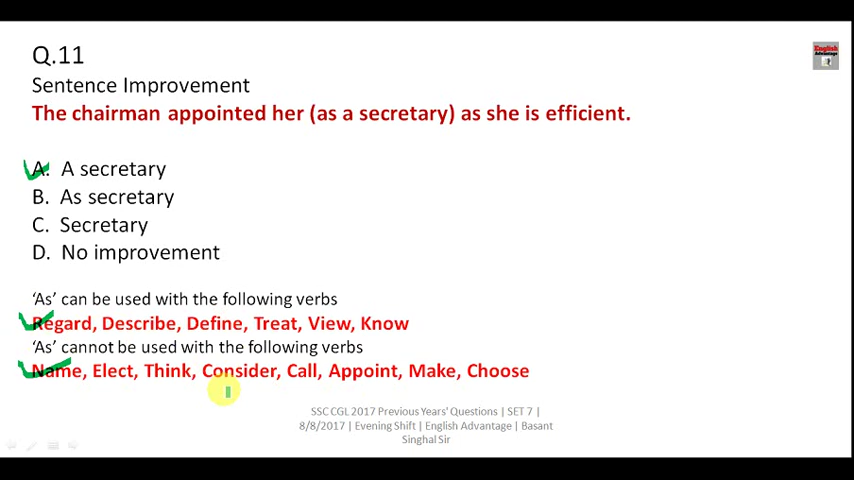 Q.11
English
Advantage
Sentence Improvement
The chairman appointed her (as a secretary) as she is efficient.
A. A secretary
B. As secretary
C. Secretary
D. No improvement
‘As’ can be used with the following verbs
Regard, Describe, Define, Treat, View, Know
‘As’ cannot be used with the following verbs
Name, Elect, Think, Consider, Call, Appoint, Make, Choose
SSC CGL 2017 Previous Years' Questions | SET 7 |
8/8/2017 | Evening Shift | English Advantage | Basant
Singhal Sir